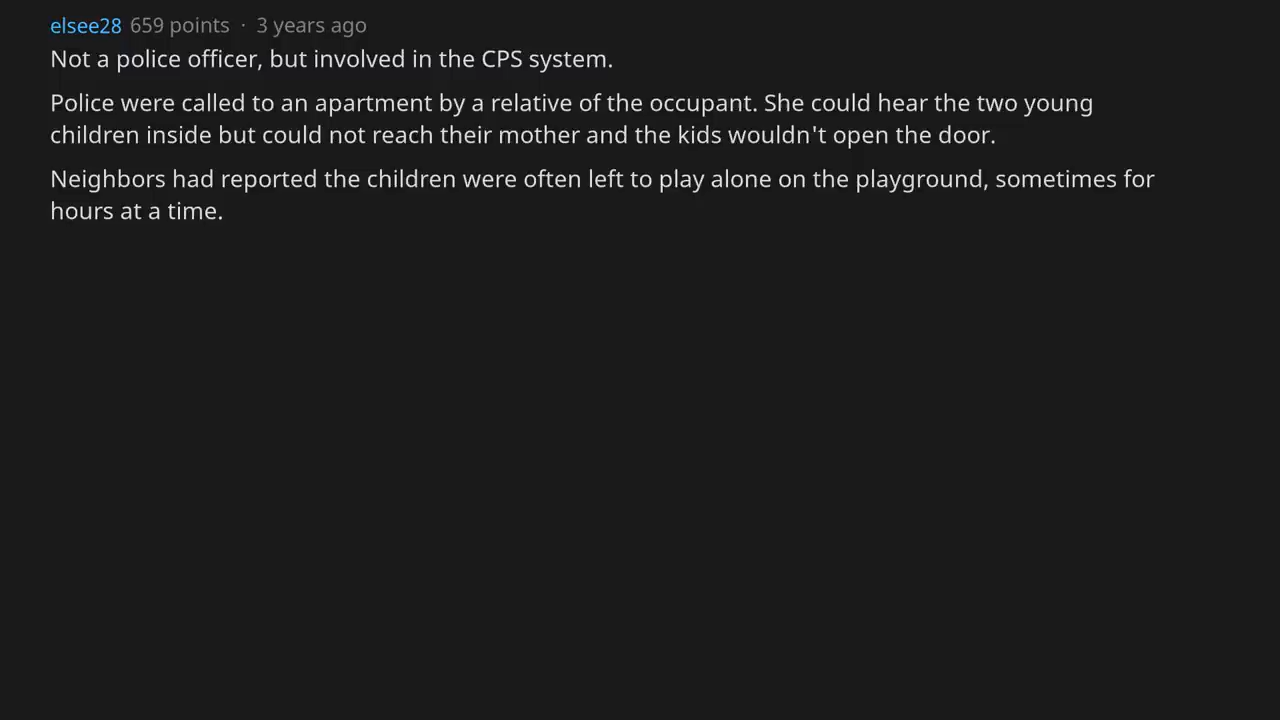 elsee28 659 points · 3 years ago
Not a police officer, but involved in the CPS system.
Police were called to an apartment by a relative of the occupant. She could hear the two young
children inside but could not reach their mother and the kids wouldn't open the door.
Neighbors had reported the children were often left to play alone on the playground, sometimes for
hours at a time.